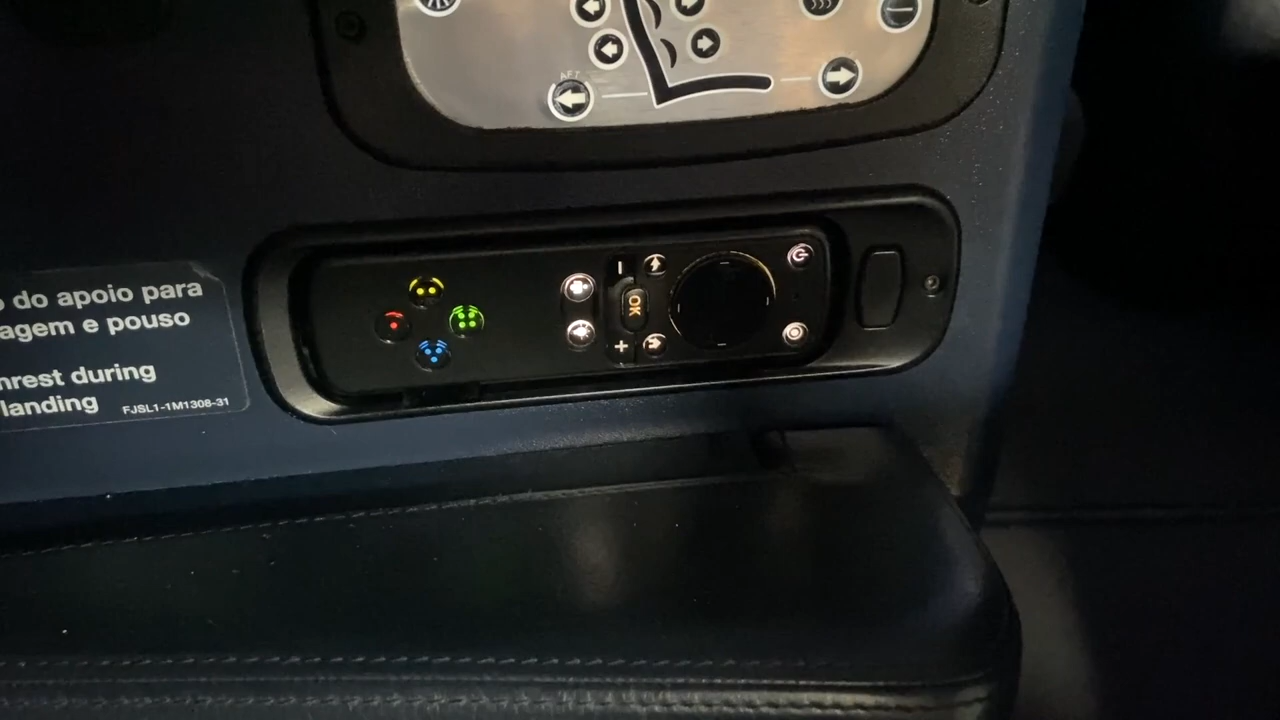 AFT
o do apoio para
agem e pouso
nrest during
landing
FJSL1-1M1308-31
OK